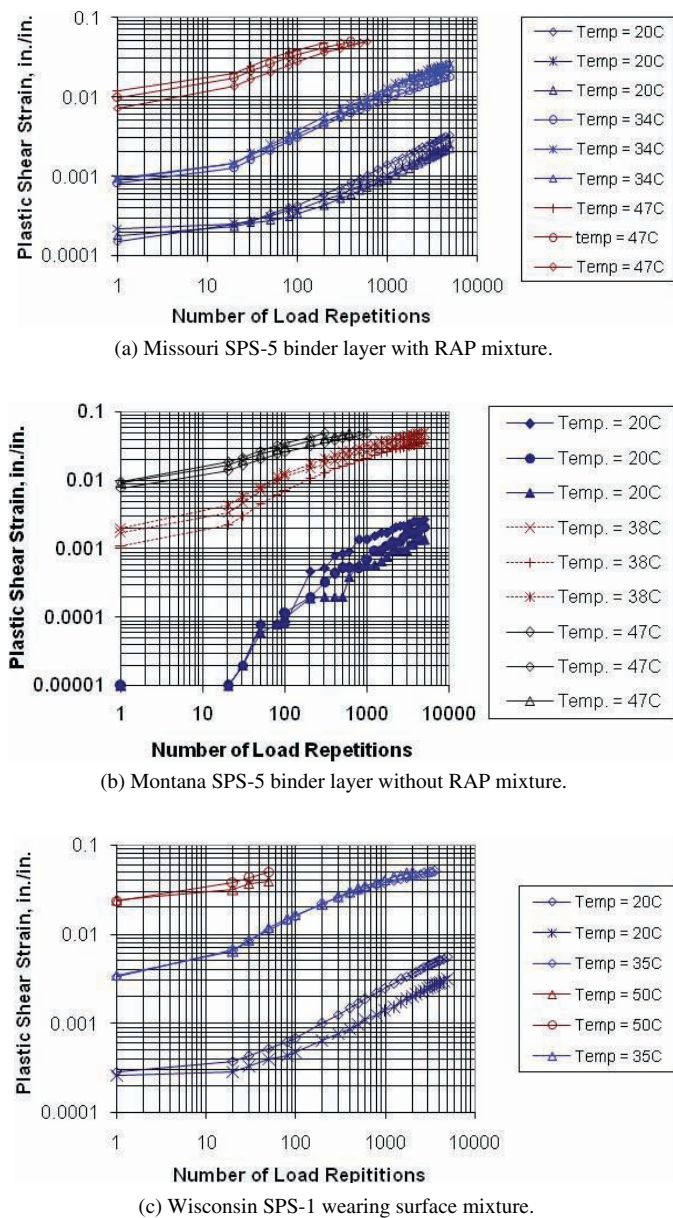 Plastic Shear Strain, in./in.
0.1
0.01
0.001
0.0001
1
10
100
1000
10000
Number of Load Repetitions
Temp = 20C
Temp = 20C
Temp = 20C
Temp = 34C
Temp = 34C
Temp = 34C
Temp = 47C
temp = 47C
Temp = 47C
(a) Missouri SPS-5 binder layer with RAP mixture.
Plastic Shear Strain, in./in.
0.1
0.01
0.001
0.0001
0.00001
1
10
100
1000
10000
Number of Load Repetitions
Temp. = 20C
Temp. = 20C
Temp. = 20C
Temp. = 38C
Temp. = 38C
Temp. = 38C
Temp. = 47C
Temp. = 47C
Temp. = 47C
(b) Montana SPS-5 binder layer without RAP mixture.
Plastic Shear Strain, in./in.
0.1
0.01
0.001
0.0001
1
10
100
1000
10000
Number of Load Repititions
Temp = 20C
Temp = 20C
Temp = 35C
Temp = 50C
Temp = 50C
Temp = 35C
(c) Wisconsin SPS-1 wearing surface mixture.